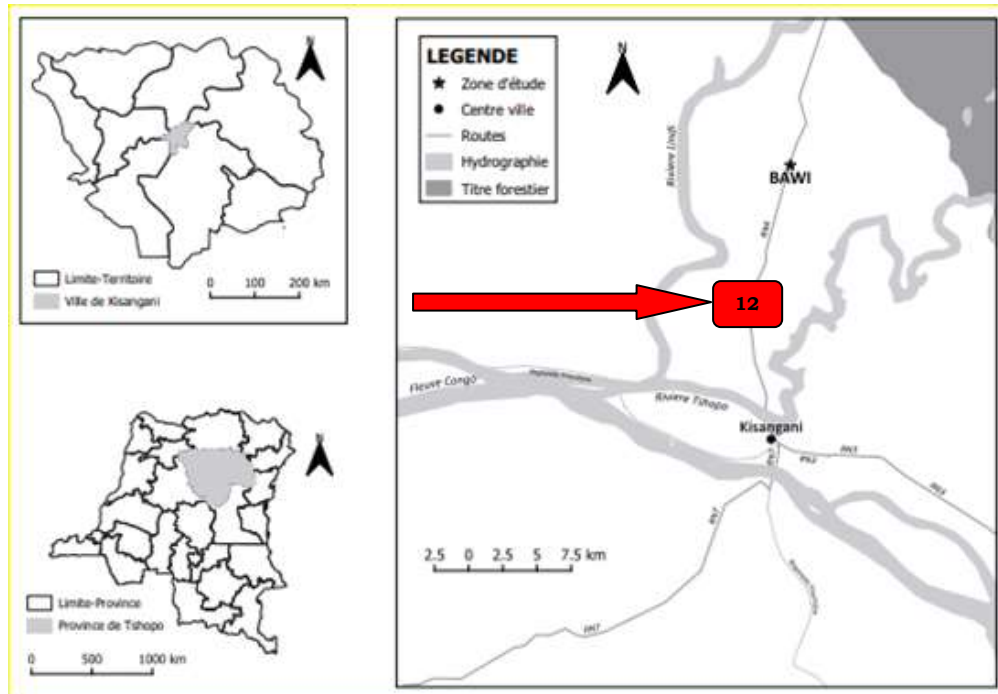 N
Limite-Territoire
Ville de Kisangani
0 100 200 km
N
Limite-Province
Province de Tshopo
0 500 1000 km
LEGENDE
Zone d'étude
Centre ville
Routes
Hydrographie
Titre forestier
N
Rivière Lindi
BAWI
RN4
12
Fleuve Congo
Rivière Tshopo
Kisangani
RN3
RN3
RN7
RN7
2.5 0 2.5 5 7.5 km